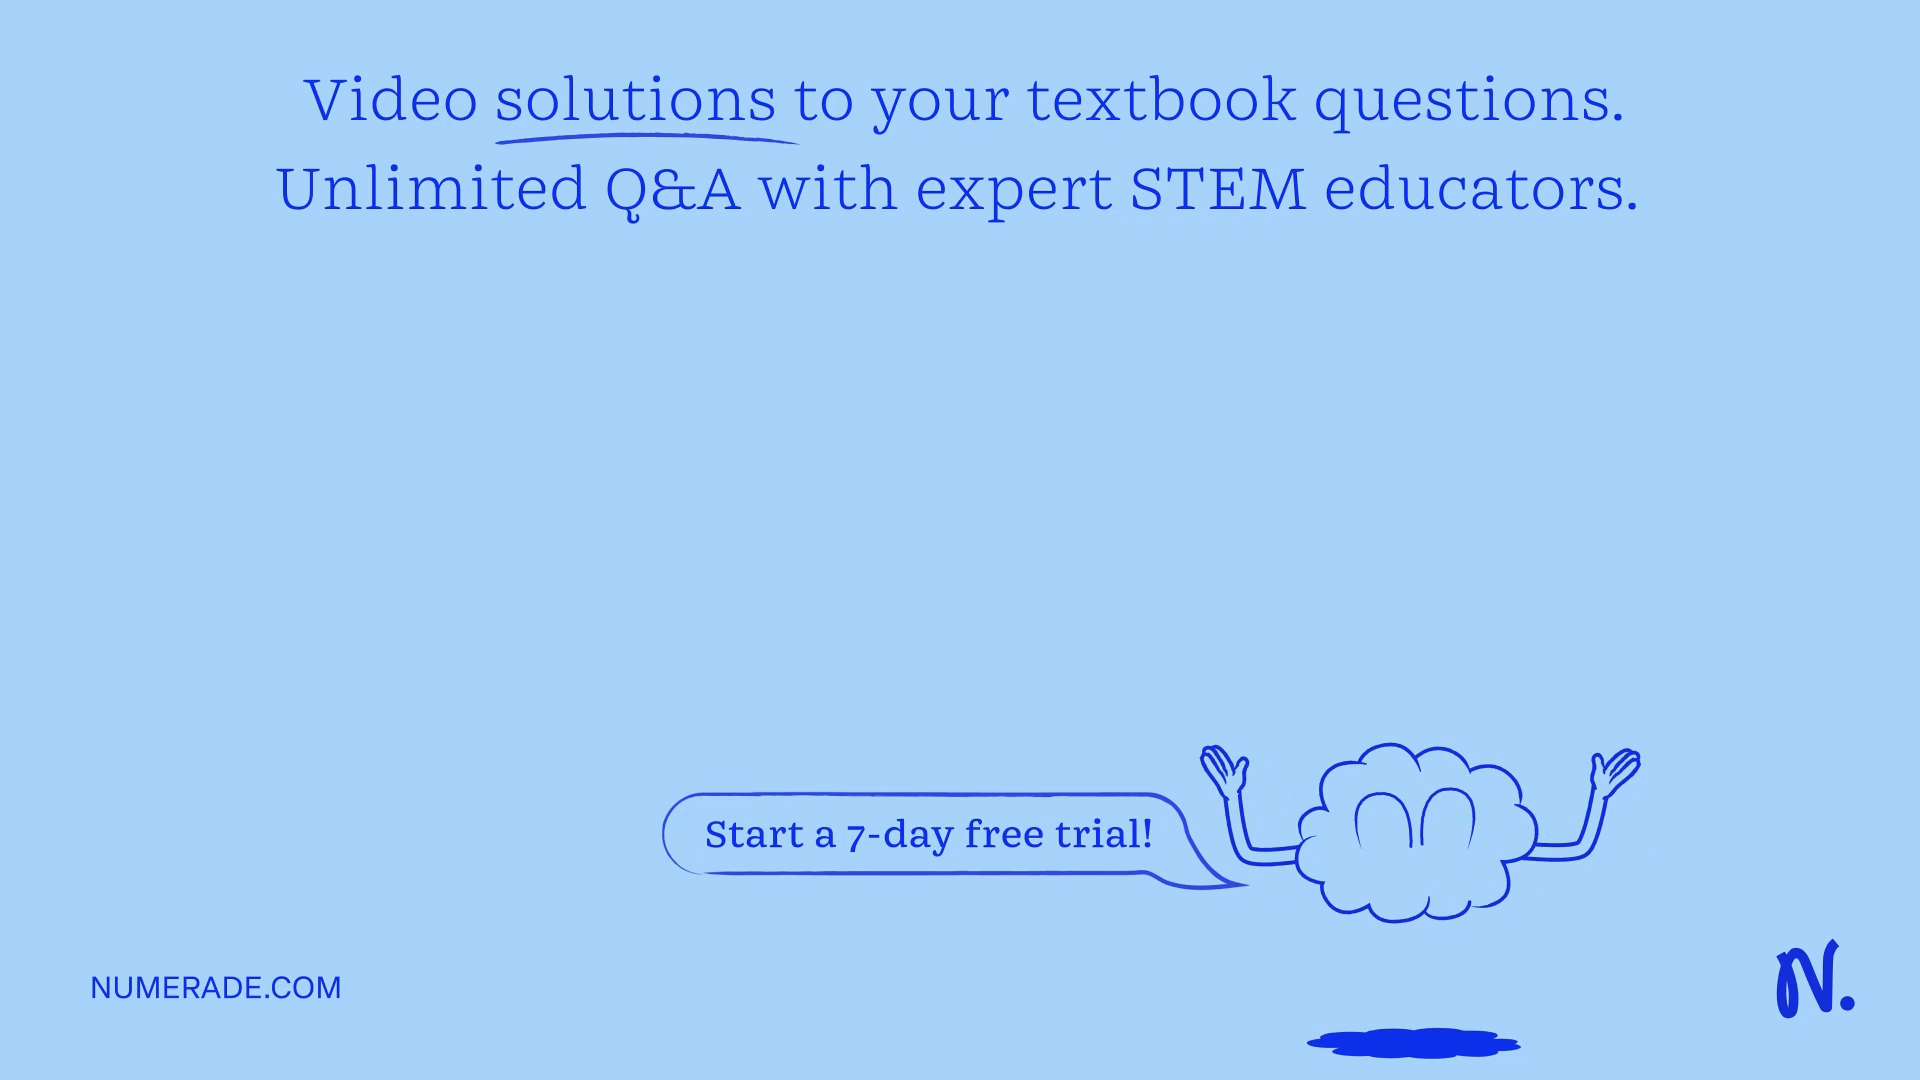 Video solutions to your textbook questions.
Unlimited Q&A with expert STEM educators.
Start a 7-day free trial!
NUMERADE.COM
N.